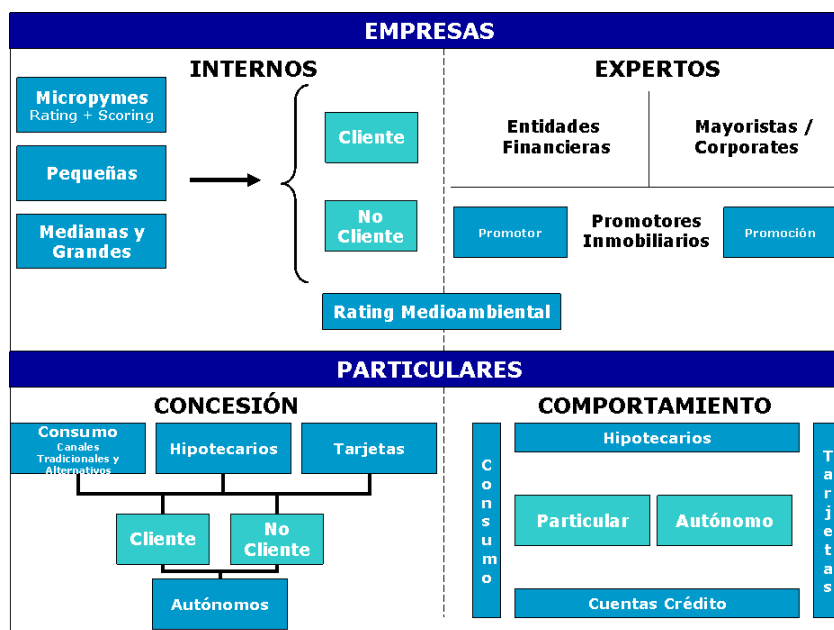 EMPRESAS
INTERNOS
Micropymes
Rating + Scoring
Pequeñas
Medianas y
Grandes
Cliente
No
Cliente
EXPERTOS
Entidades
Financieras
Mayoristas /
Corporates
Promotor
Promotores
Inmobiliarios
Promoción
Rating Medioambiental
PARTICULARES
CONCESIÓN
Consumo
Canales
Tradicionales y
Alternativos
Hipotecarios
Tarjetas
Cliente
No
Cliente
Autónomos
COMPORTAMIENTO
Consumo
Hipotecarios
Particular
Autónomo
Cuentas Crédito
Tarjetas